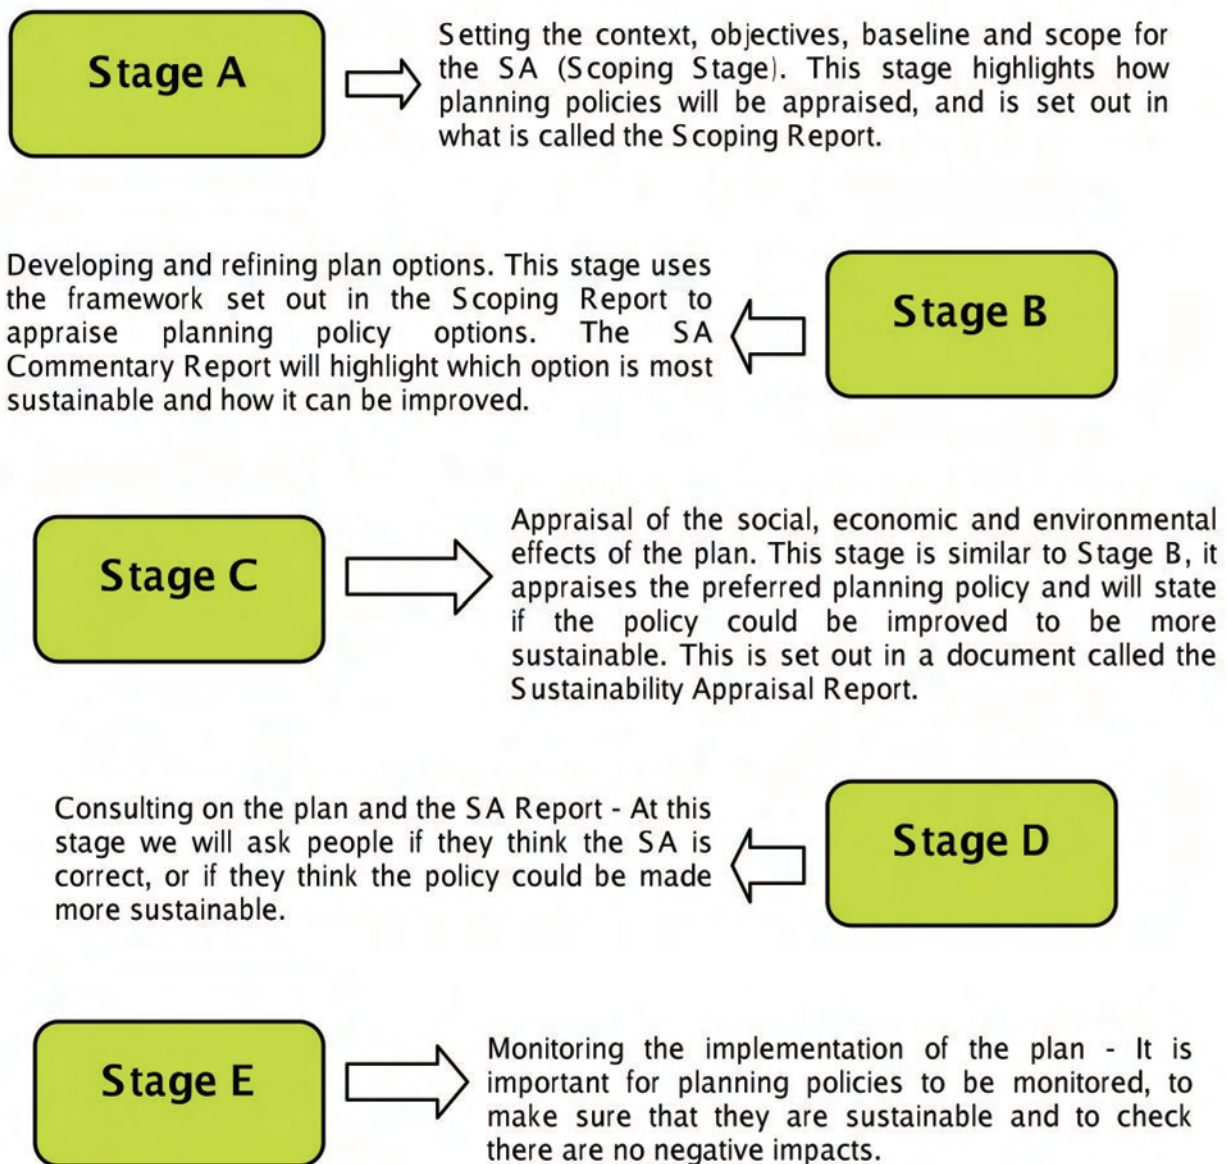 Stage A
Setting the context, objectives, baseline and scope for
the SA (Scoping Stage). This stage highlights how
planning policies will be appraised, and is set out in
what is called the Scoping Report.
Developing and refining plan options. This stage uses
the framework set out in the Scoping Report to
appraise planning policy options. The SA
Commentary Report will highlight which option is most
sustainable and how it can be improved.
Stage B
Stage C
Appraisal of the social, economic and environmental
effects of the plan. This stage is similar to Stage B, it
appraises the preferred planning policy and will state
if the policy could be improved to be more
sustainable. This is set out in a document called the
Sustainability Appraisal Report.
Consulting on the plan and the SA Report - At this
stage we will ask people if they think the SA is
correct, or if they think the policy could be made
more sustainable.
Stage D
Stage E
Monitoring the implementation of the plan - It is
important for planning policies to be monitored, to
make sure that they are sustainable and to check
there are no negative impacts.